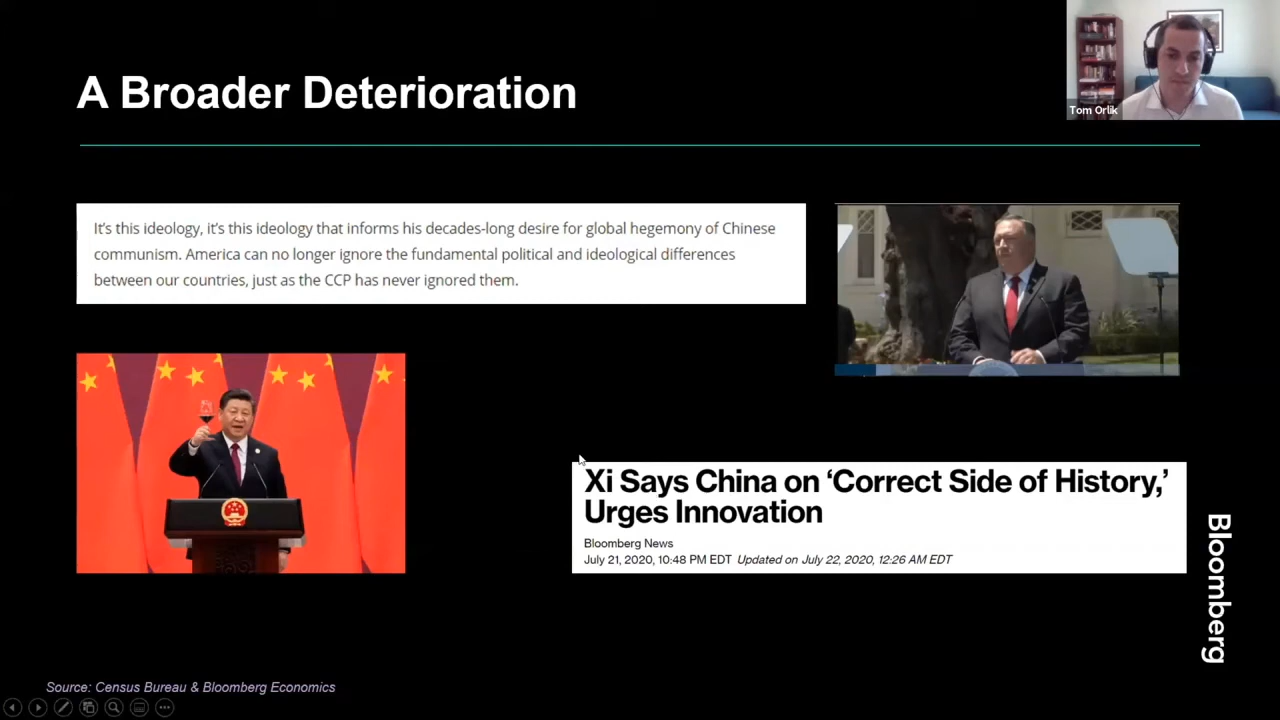 A Broader Deterioration
Tom Orlik
It's this ideology, it's this ideology that informs his decades-long desire for global hegemony of Chinese
communism. America can no longer ignore the fundamental political and ideological differences
between our countries, just as the CCP has never ignored them.
Xi Says China on ‘Correct Side of History,’
Urges Innovation
Bloomberg News
July 21, 2020, 10:48 PM EDT Updated on July 22, 2020, 12:26 AM EDT
Bloomberg
Source: Census Bureau & Bloomberg Economics